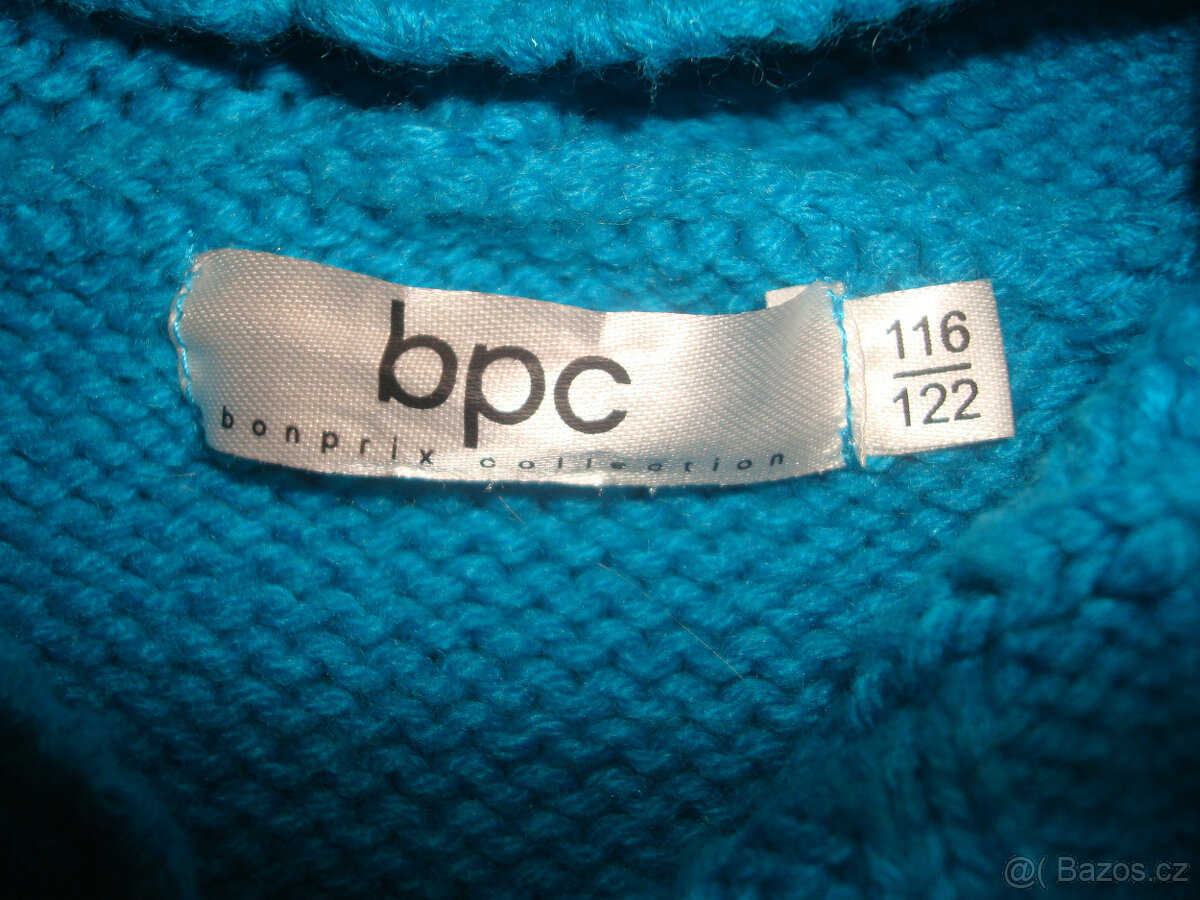 bpc
bonprix collection
116
122
@( Bazos.cz